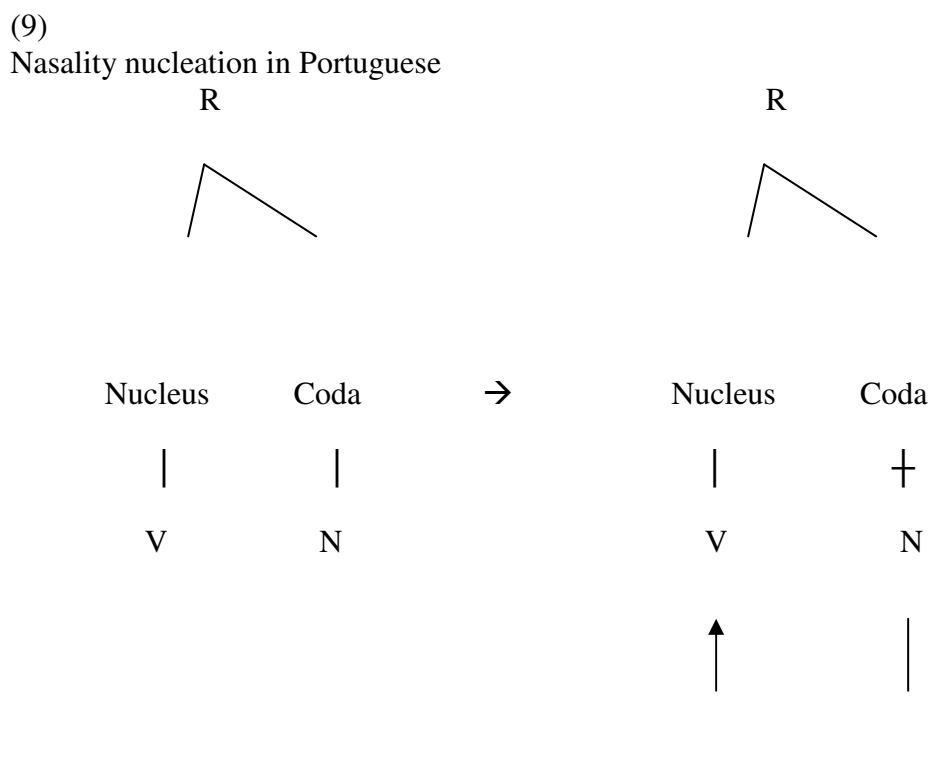 (9)
Nasality nucleation in Portuguese
R R
Nucleus Coda → Nucleus Coda
V N V N